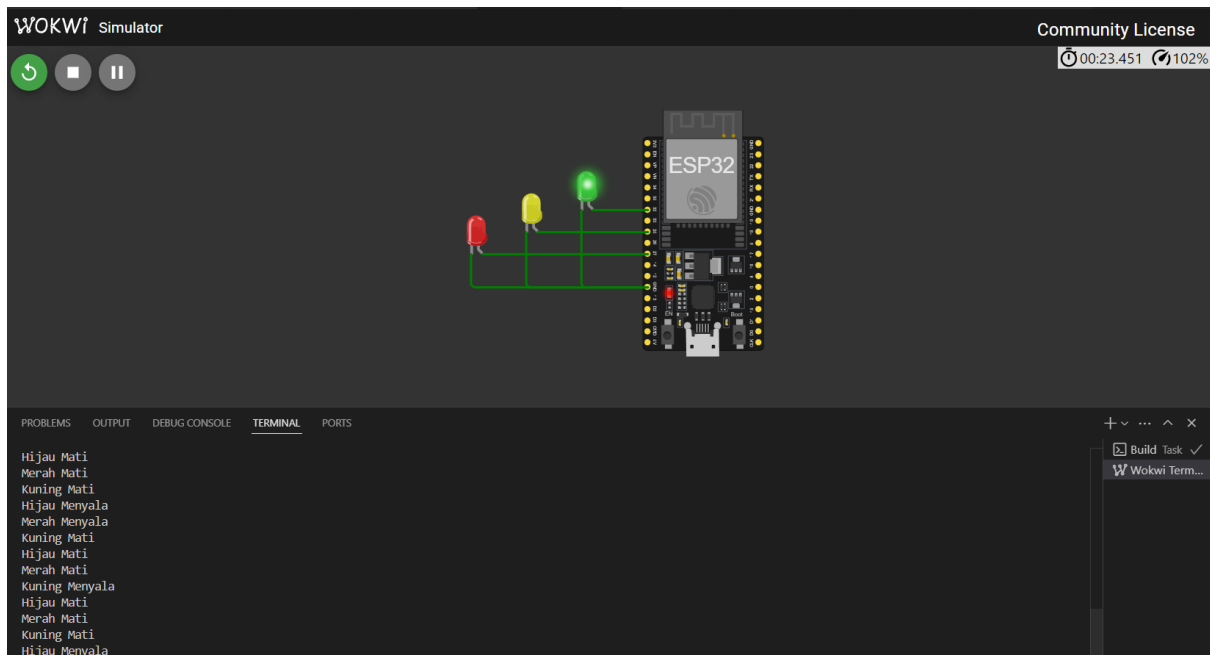 WOKWi Simulator
Community License
00:23.451 102%
ESP32
EN
Boot
PROBLEMS OUTPUT DEBUG CONSOLE TERMINAL PORTS
Build Task
Wokwi Term...
Hijau Mati
Merah Mati
Kuning Mati
Hijau Menyala
Merah Menyala
Kuning Mati
Hijau Mati
Merah Mati
Kuning Menyala
Hijau Mati
Merah Mati
Kuning Mati
Hijau Menyala